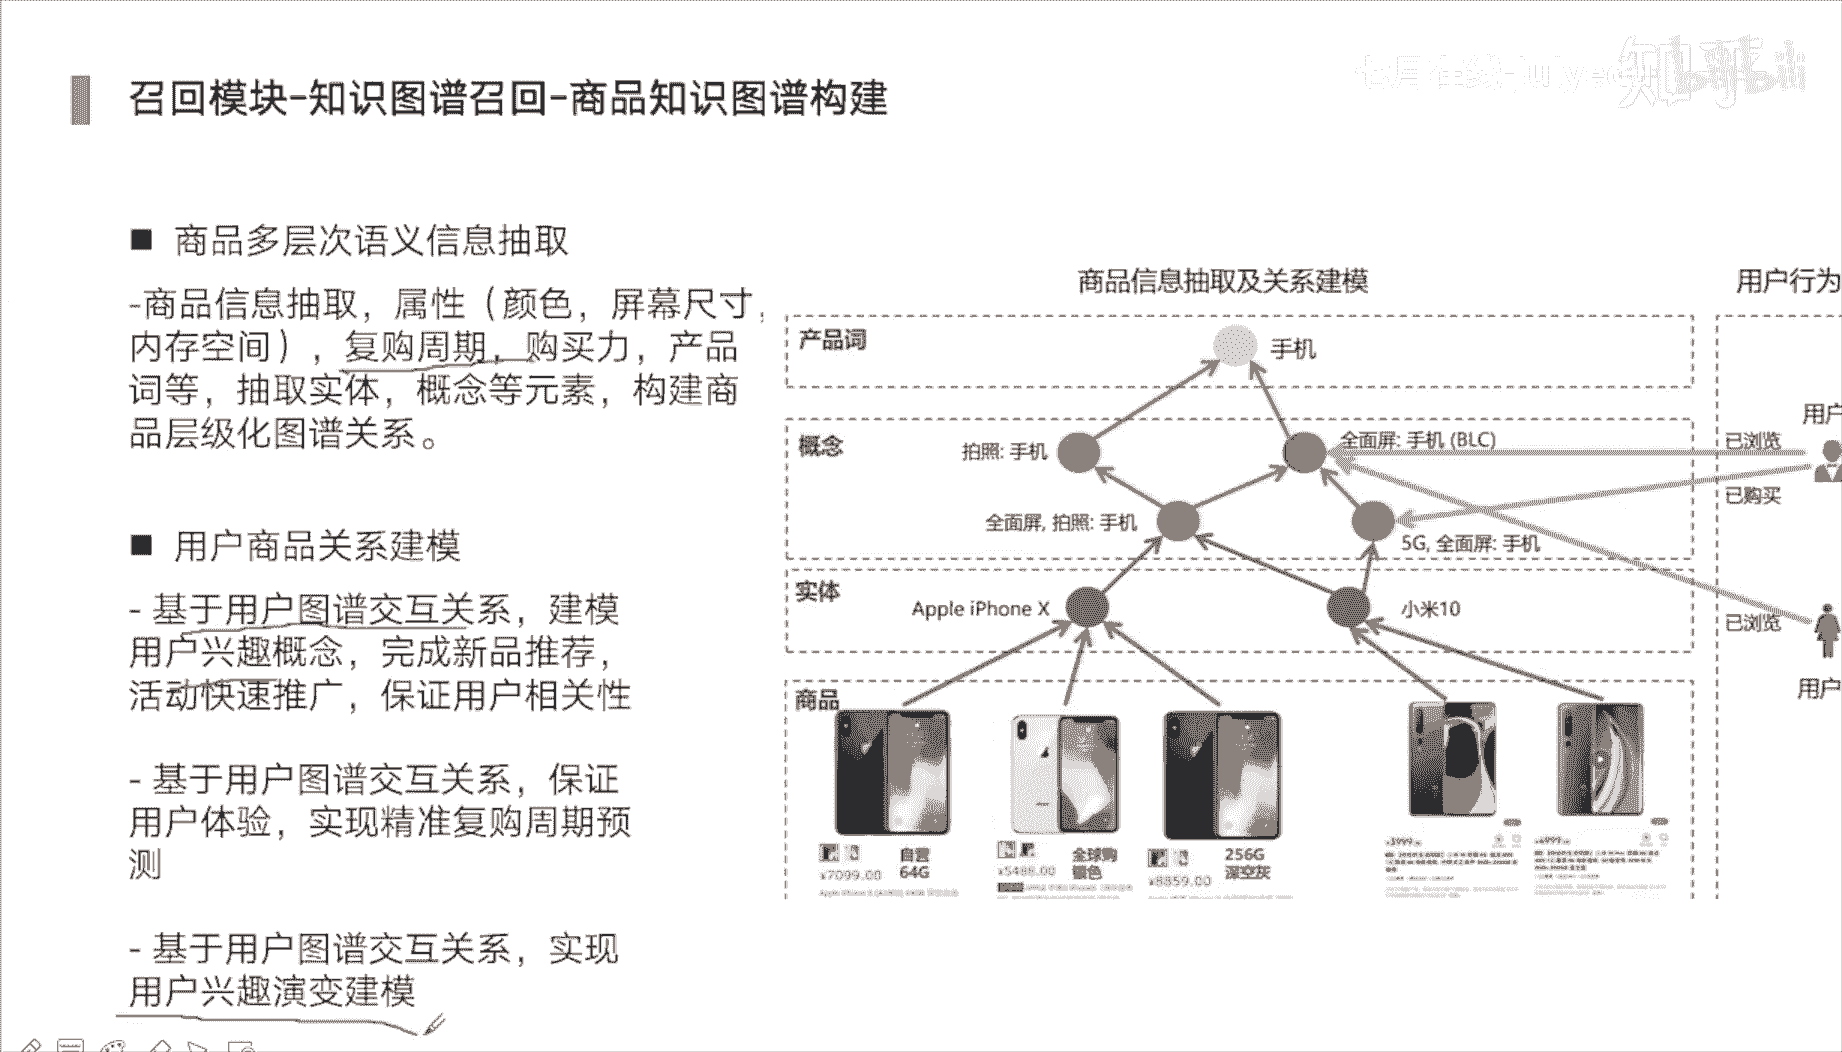 召回模块-知识图谱召回-商品知识图谱构建
■ 商品多层次语义信息抽取
-商品信息抽取，属性（颜色，屏幕尺寸，
内存空间），复购周期，购买力，产品
词等，抽取实体，概念等元素，构建商
品层级化图谱关系。
■ 用户商品关系建模
- 基于用户图谱交互关系，建模
用户兴趣概念，完成新品推荐，
活动快速推广，保证用户相关性
- 基于用户图谱交互关系，保证
用户体验，实现精准复购周期预
测
- 基于用户图谱交互关系，实现
用户兴趣演变建模
商品信息抽取及关系建模
用户行为
产品词
手机
概念
拍照: 手机
全面屏: 手机 (BLC)
全面屏, 拍照: 手机
5G, 全面屏: 手机
实体
Apple iPhone X
小米10
商品
自营
64G
¥7099.00
全球购
银色
¥5488.00
256G
深空灰
¥8859.00
用户
已浏览
已购买
已浏览
用户
知乎